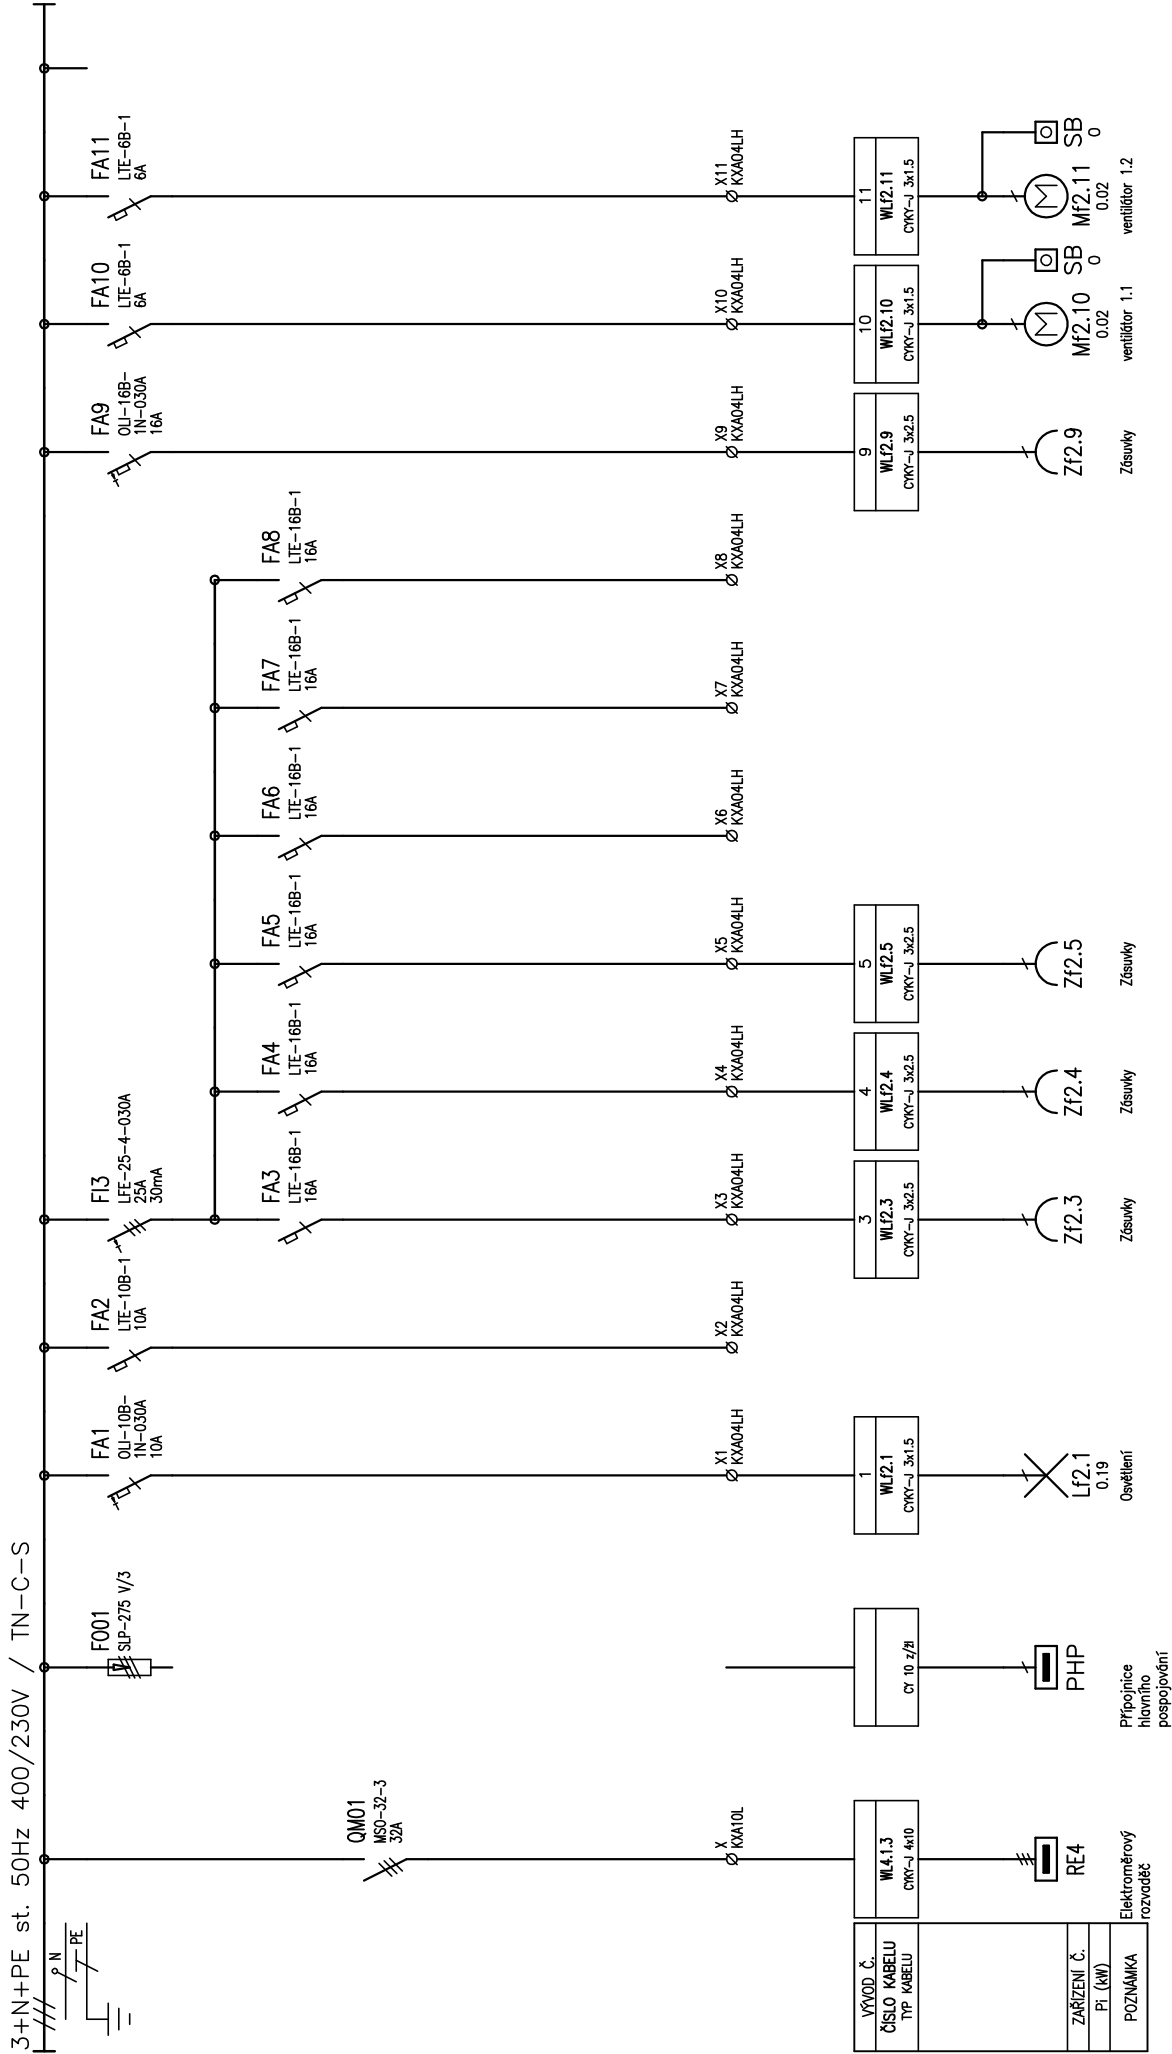 3+N+PE st. 50Hz 400/230V / TN-C-S
N
PE
QM01
MSO-32-3
32A
X
KXA10L
WL4.1.3
CYKY-J 4x10
RE4
Elektroměrový
rozvaděč
F001
SLP-275 V/3
CY 10 z/žl
PHP
Přípojnice
hlavního
pospojování
FA1
OLI-10B-
1N-030A
10A
X1
KXA04LH
1
WLf2.1
CYKY-J 3x1.5
Lf2.1
0.19
Osvětlení
FA2
LTE-10B-1
10A
X2
KXA04LH
FI3
LFE-25-4-030A
25A
30mA
FA3
LTE-16B-1
16A
X3
KXA04LH
3
WLf2.3
CYKY-J 3x2.5
Zf2.3
Zásuvky
FA4
LTE-16B-1
16A
X4
KXA04LH
4
WLf2.4
CYKY-J 3x2.5
Zf2.4
Zásuvky
FA5
LTE-16B-1
16A
X5
KXA04LH
5
WLf2.5
CYKY-J 3x2.5
Zf2.5
Zásuvky
FA6
LTE-16B-1
16A
X6
KXA04LH
FA7
LTE-16B-1
16A
X7
KXA04LH
FA8
LTE-16B-1
16A
X8
KXA04LH
FA9
OLI-16B-
1N-030A
16A
X9
KXA04LH
9
WLf2.9
CYKY-J 3x2.5
Zf2.9
Zásuvky
FA10
LTE-6B-1
6A
X10
KXA04LH
10
WLf2.10
CYKY-J 3x1.5
M
Mf2.10
0.02
ventilátor 1.1
SB
0
FA11
LTE-6B-1
6A
X11
KXA04LH
11
WLf2.11
CYKY-J 3x1.5
M
Mf2.11
0.02
ventilátor 1.2
SB
0
VÝVOD Č.
ČÍSLO KABELU
TYP KABELU
ZAŘÍZENÍ Č.
Pi (kW)
POZNÁMKA